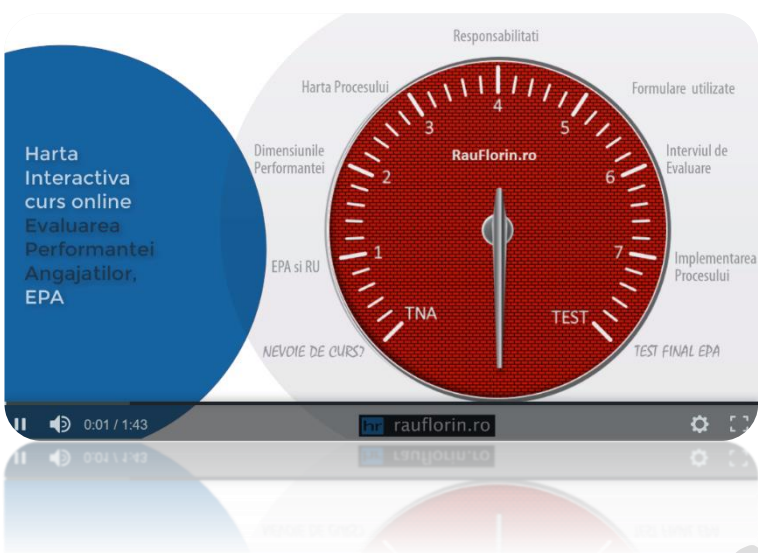 Harta
Interactiva
curs online
Evaluarea
Performantei
Angajatilor,
EPA
Responsabilitati
Harta Procesului
Formulare utilizate
Dimensiunile
Performantei
Interviul de
Evaluare
EPA si RU
Implementarea
Procesului
NEVOIE DE CURS?
TEST FINAL EPA
RauFlorin.ro
1
2
3
4
5
6
7
TNA
TEST
0:01 / 1:43
hr rauflorin.ro